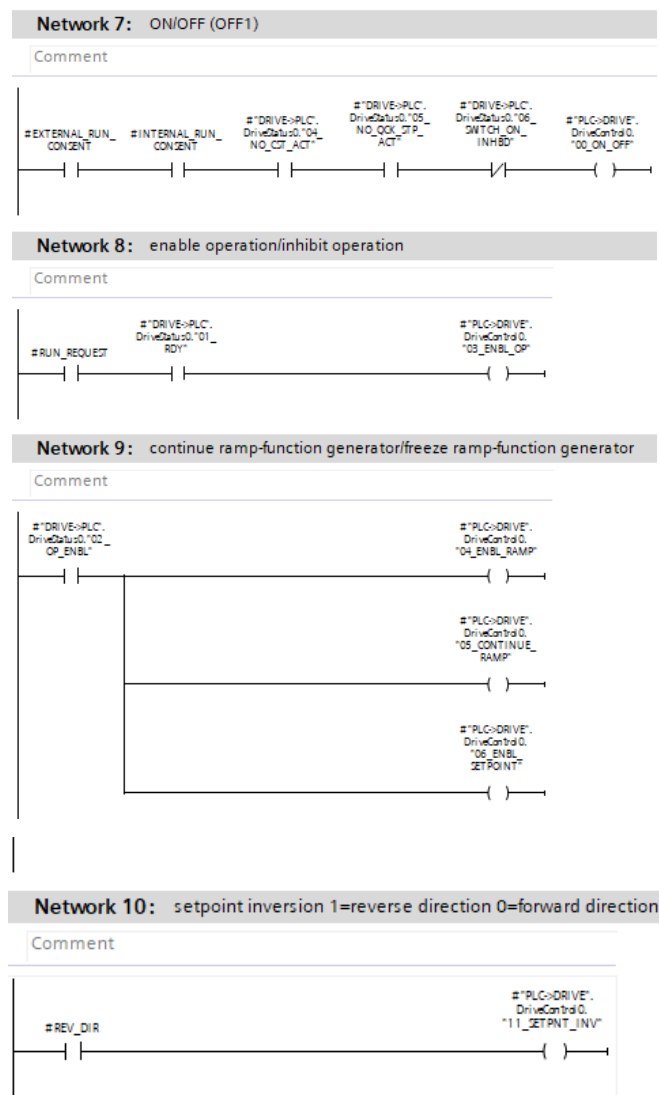 Network 7: ON/OFF (OFF1)
Comment
#EXTERNAL_RUN_
CONSENT
#INTERNAL_RUN_
CONSENT
#"DRIVE->PLC".
DriveStatus0."04_
NO_CST_ACT"
#"DRIVE->PLC".
DriveStatus0."05_
NO_QCK_STP_
ACT"
#"DRIVE->PLC".
DriveStatus0."06_
SWITCH_ON_
INHBD"
#"PLC->DRIVE".
DriveControl0.
"00_ON_OFF"
Network 8: enable operation/inhibit operation
Comment
#RUN_REQUEST
#"DRIVE->PLC".
DriveStatus0."01_
RDY"
#"PLC->DRIVE".
DriveControl0.
"03_ENBL_OP"
Network 9: continue ramp-function generator/freeze ramp-function generator
Comment
#"DRIVE->PLC".
DriveStatus0."02_
OP_ENBL"
#"PLC->DRIVE".
DriveControl0.
"04_ENBL_RAMP"
#"PLC->DRIVE".
DriveControl0.
"05_CONTINUE_
RAMP"
#"PLC->DRIVE".
DriveControl0.
"06_ENBL_
SETPOINT"
Network 10: setpoint inversion 1=reverse direction 0=forward direction
Comment
#REV_DIR
#"PLC->DRIVE".
DriveControl0.
"11_SETPNT_INV"